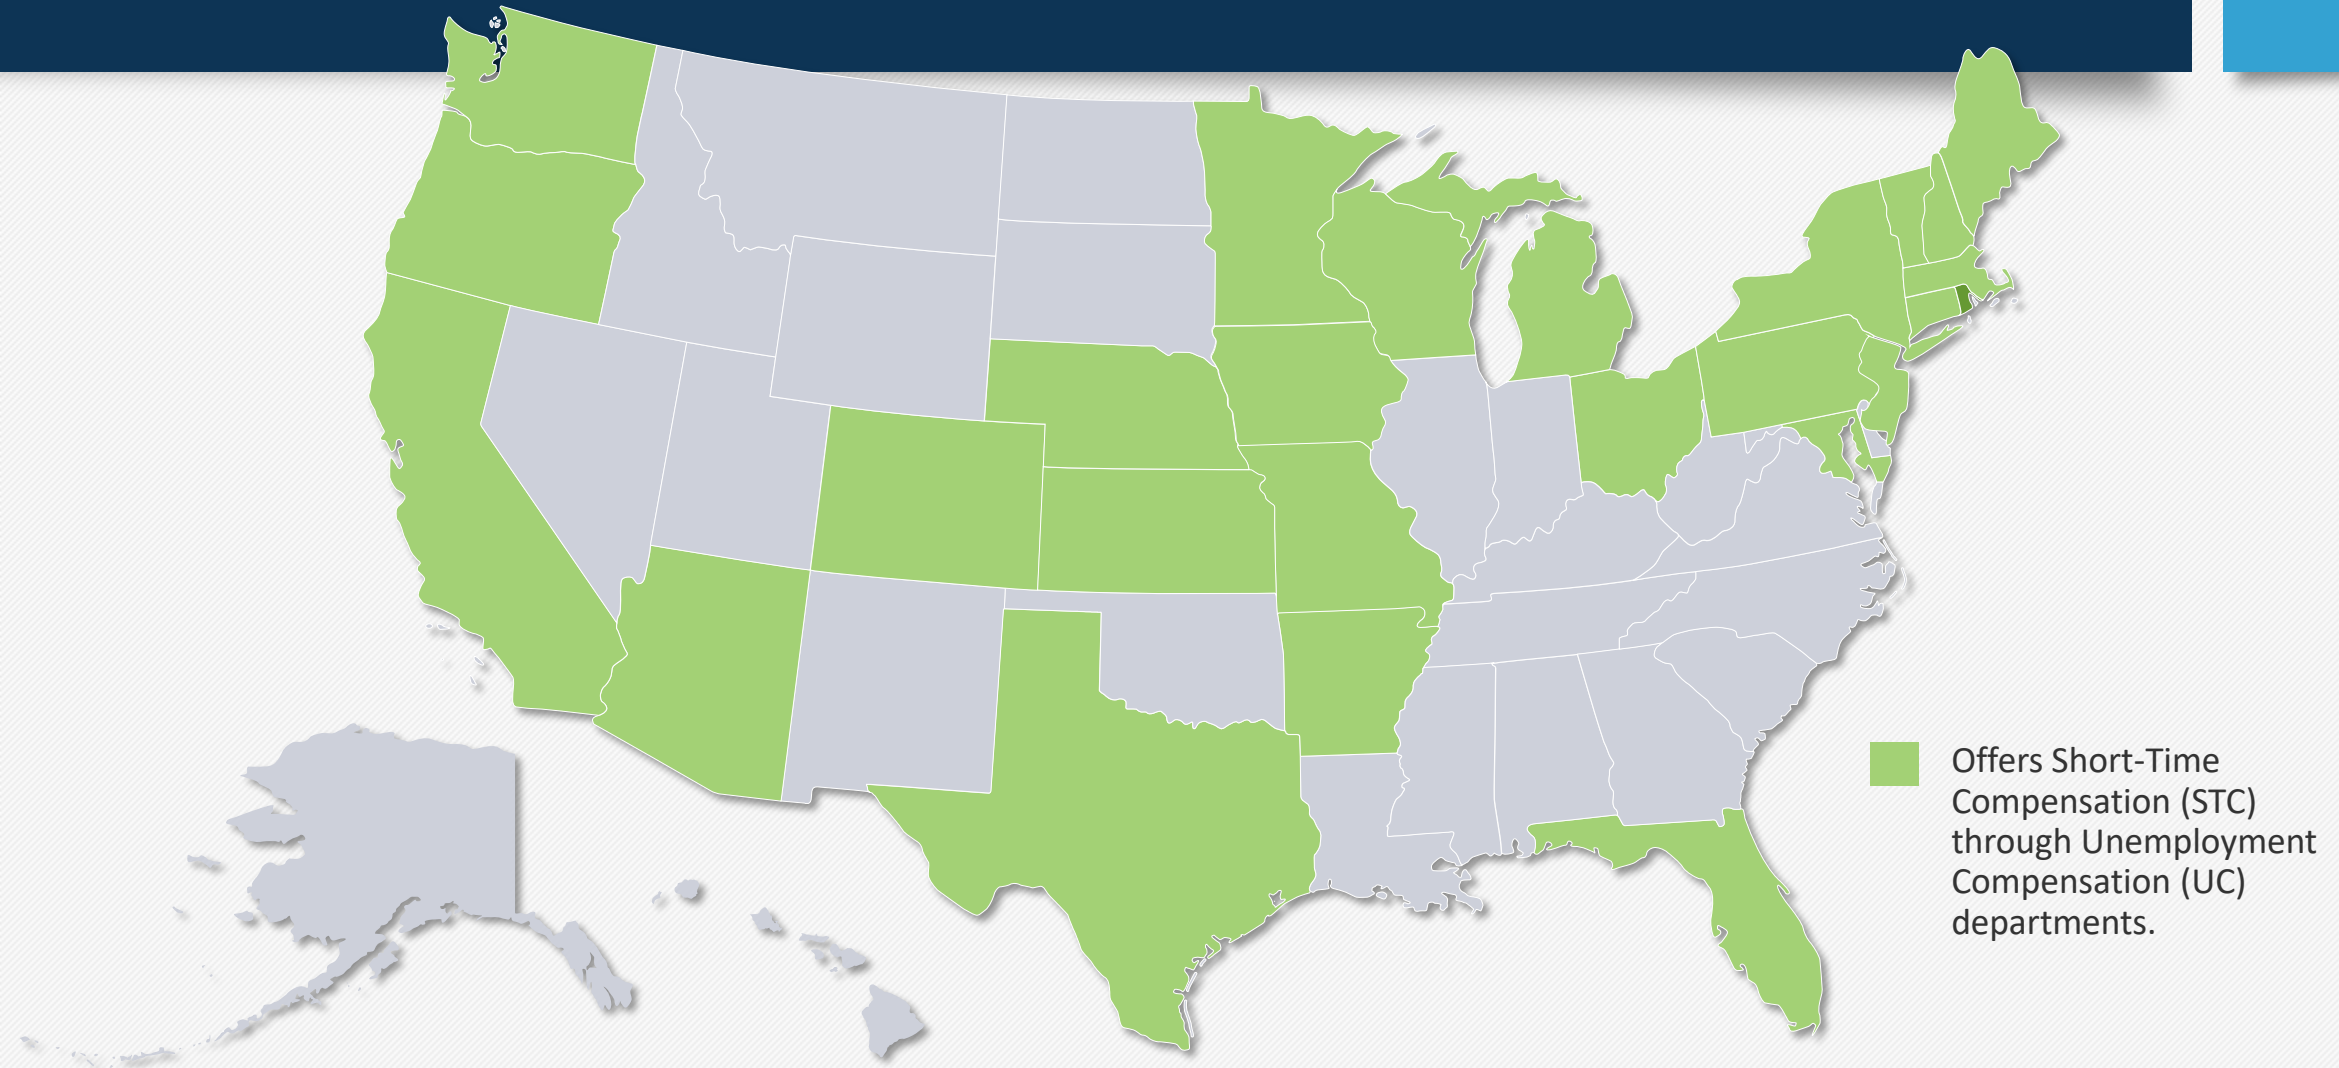 Offers Short-Time
Compensation (STC)
through Unemployment
Compensation (UC)
departments.